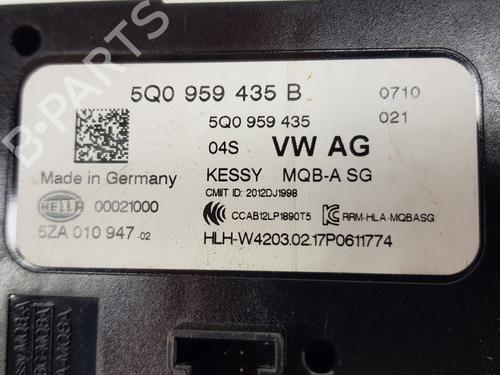 5Q0 959 435 B
0710
5Q0 959 435
021
04S VW AG
Made in Germany
KESSY MQB-A SG
CMIIT ID: 2012DJ1998
HELLA 00021000
CCAB12LP1890T5
RRM-HLA-MQBASG
5ZA 010 947-02
HLH-W4203.02.17P0611774